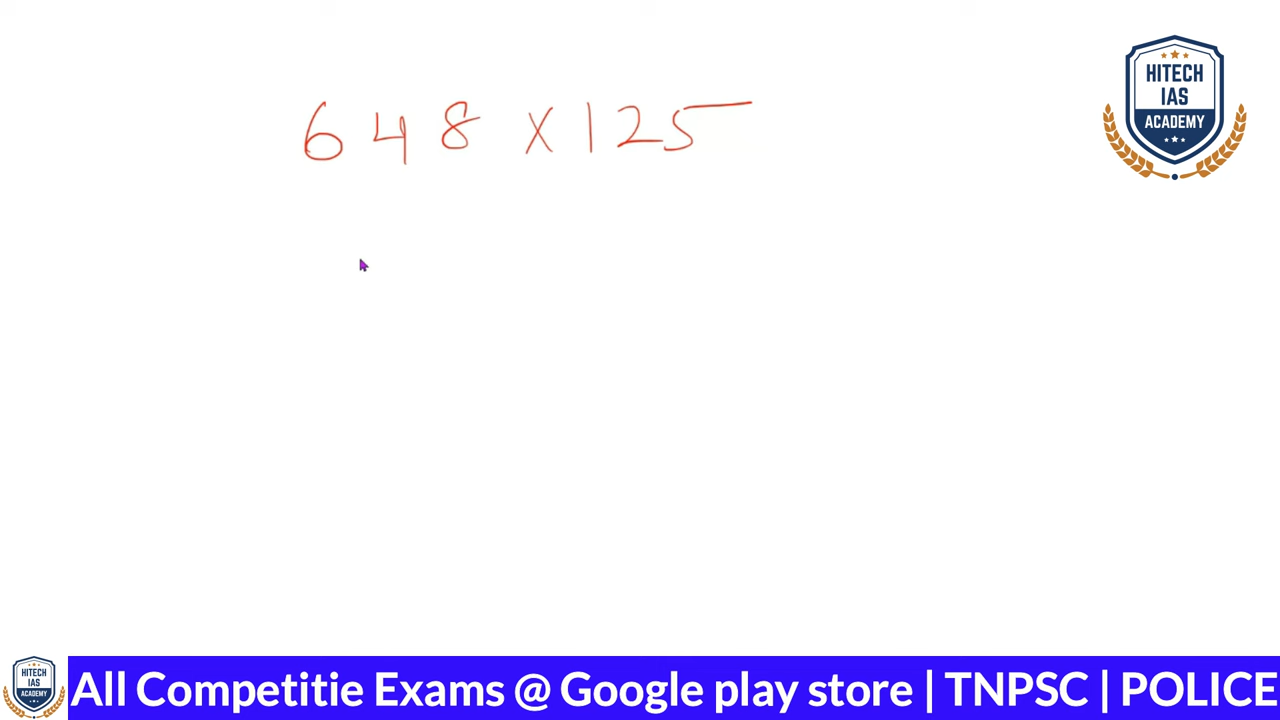 HITECH
IAS
ACADEMY
648 x 125
HITECH
IAS
ACADEMY
All Competitie Exams @ Google play store | TNPSC | POLICE